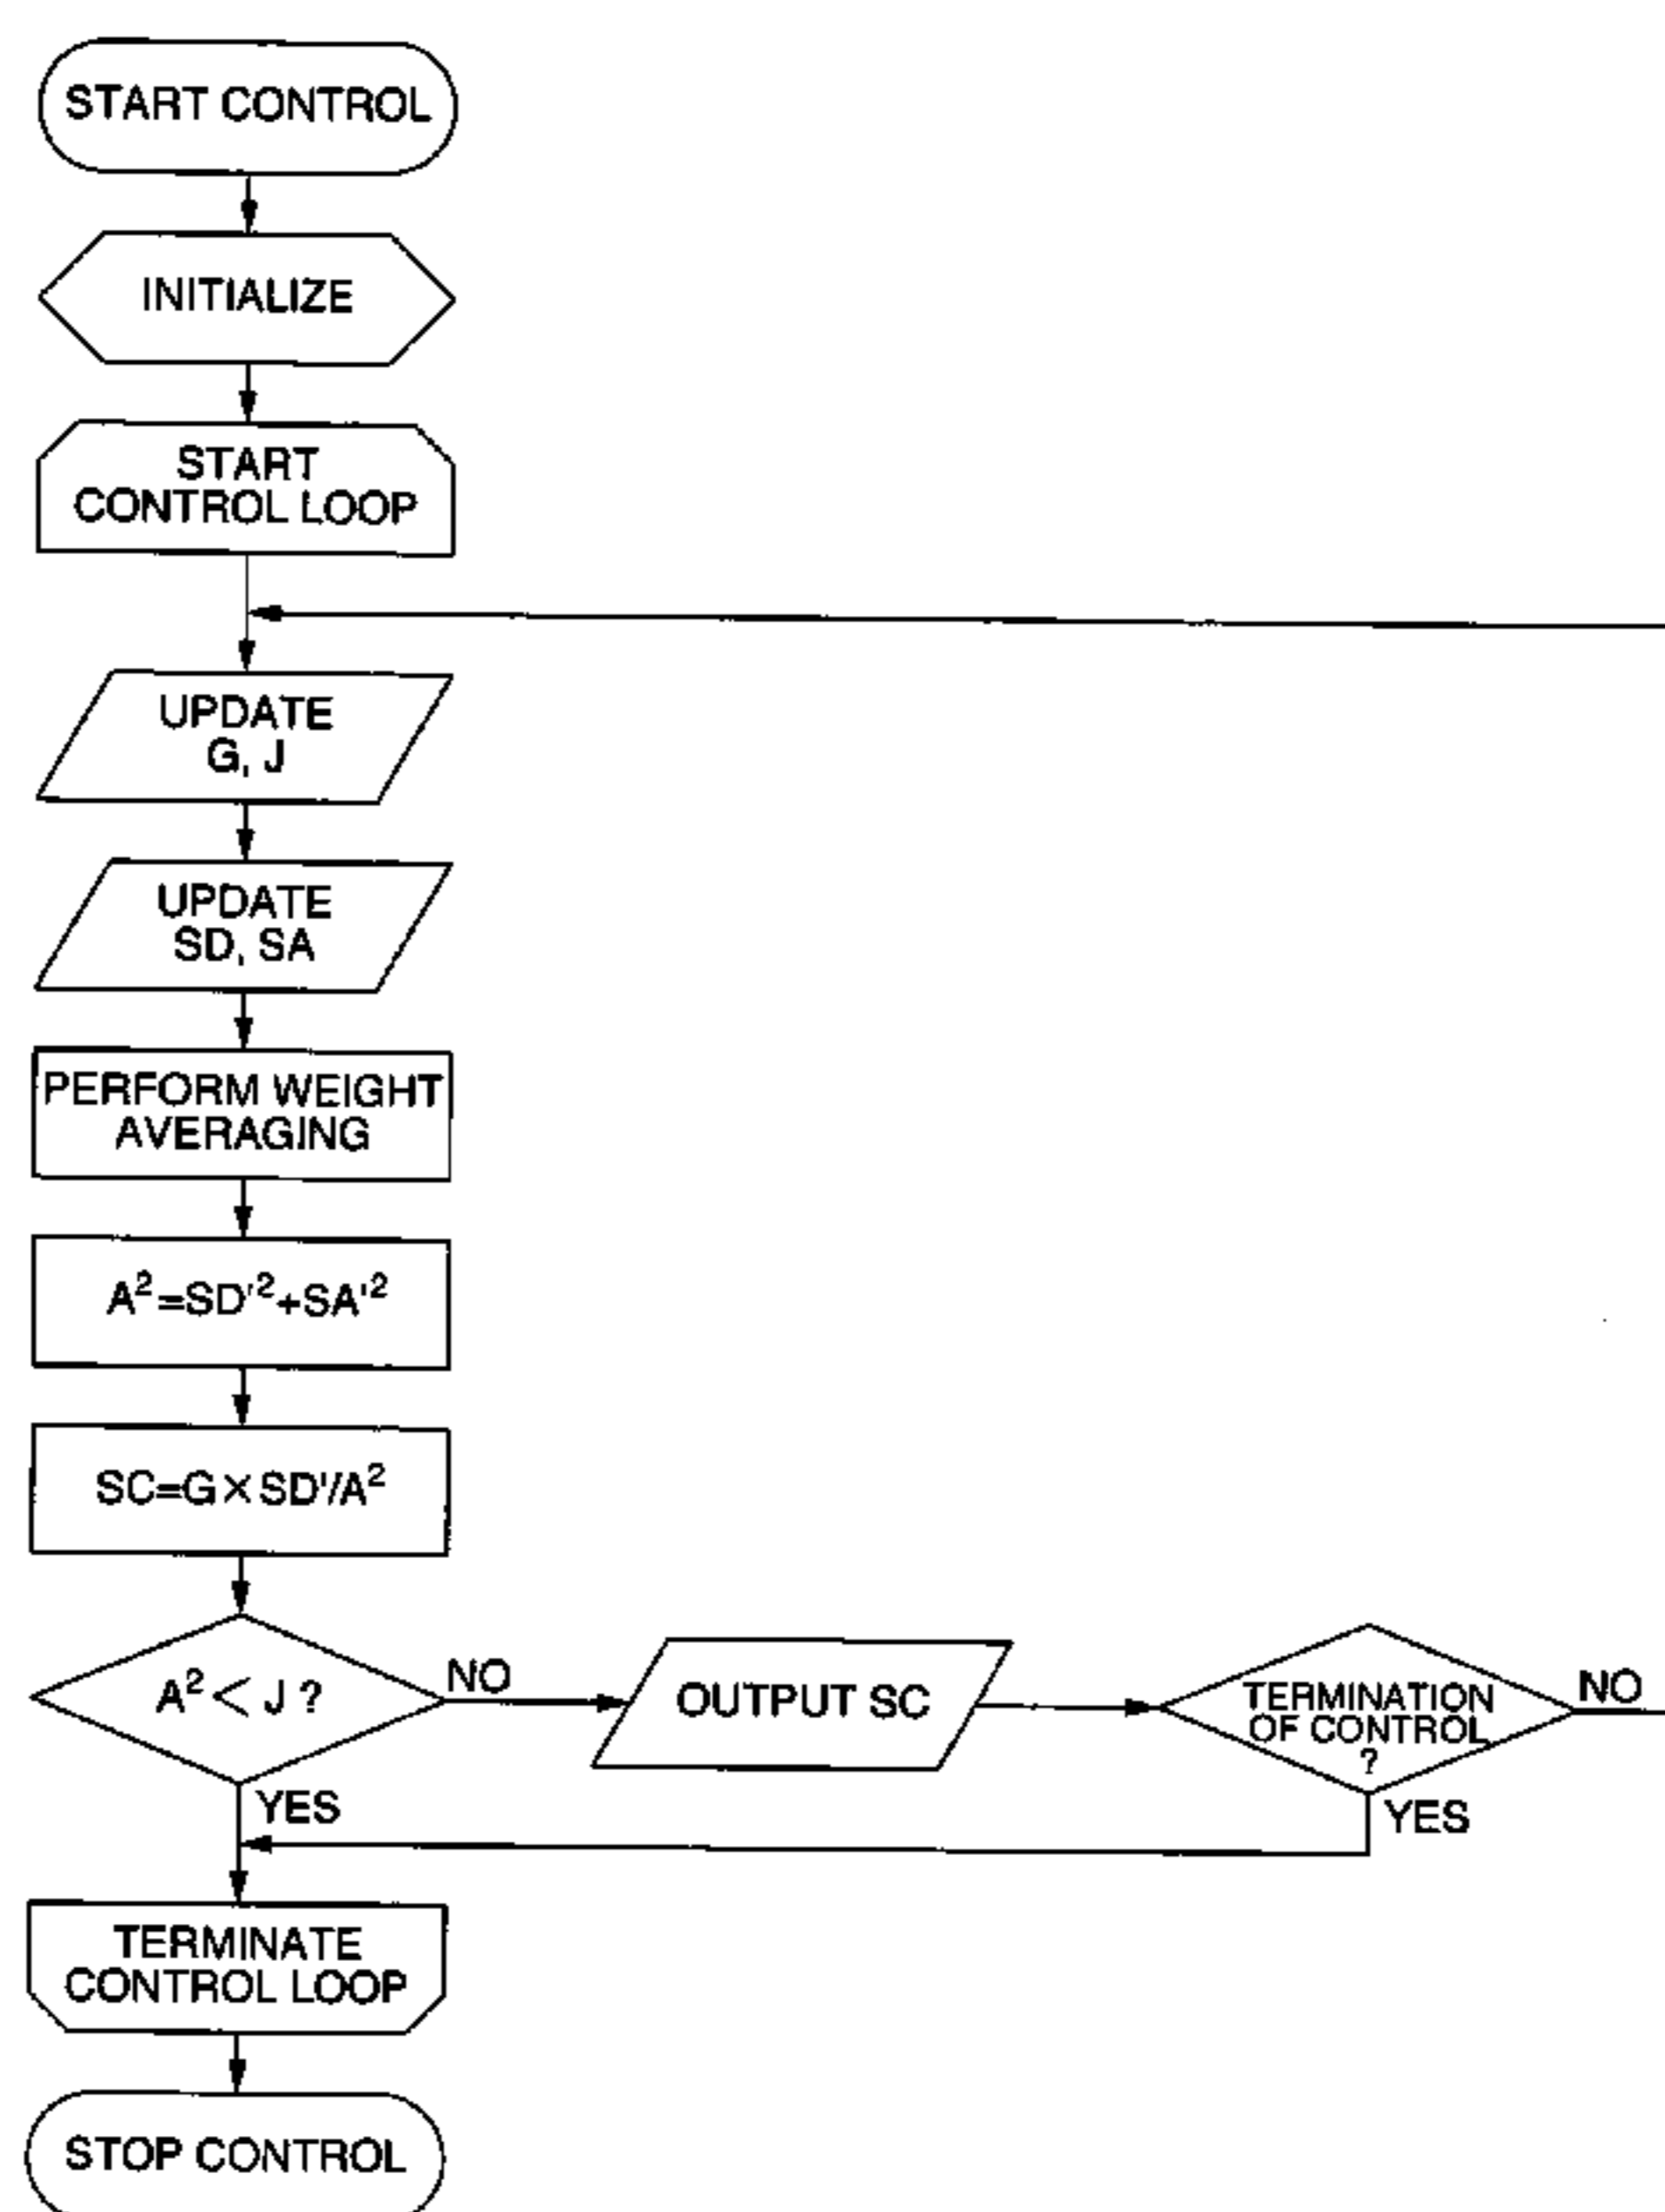 START CONTROL
INITIALIZE
START
CONTROL LOOP
UPDATE
G, J
UPDATE
SD, SA
PERFORM WEIGHT
AVERAGING
A²=SD'²+SA'²
SC=G×SD'/A²
A²<J ?
NO
OUTPUT SC
TERMINATION
OF CONTROL
?
NO
YES
YES
TERMINATE
CONTROL LOOP
STOP CONTROL